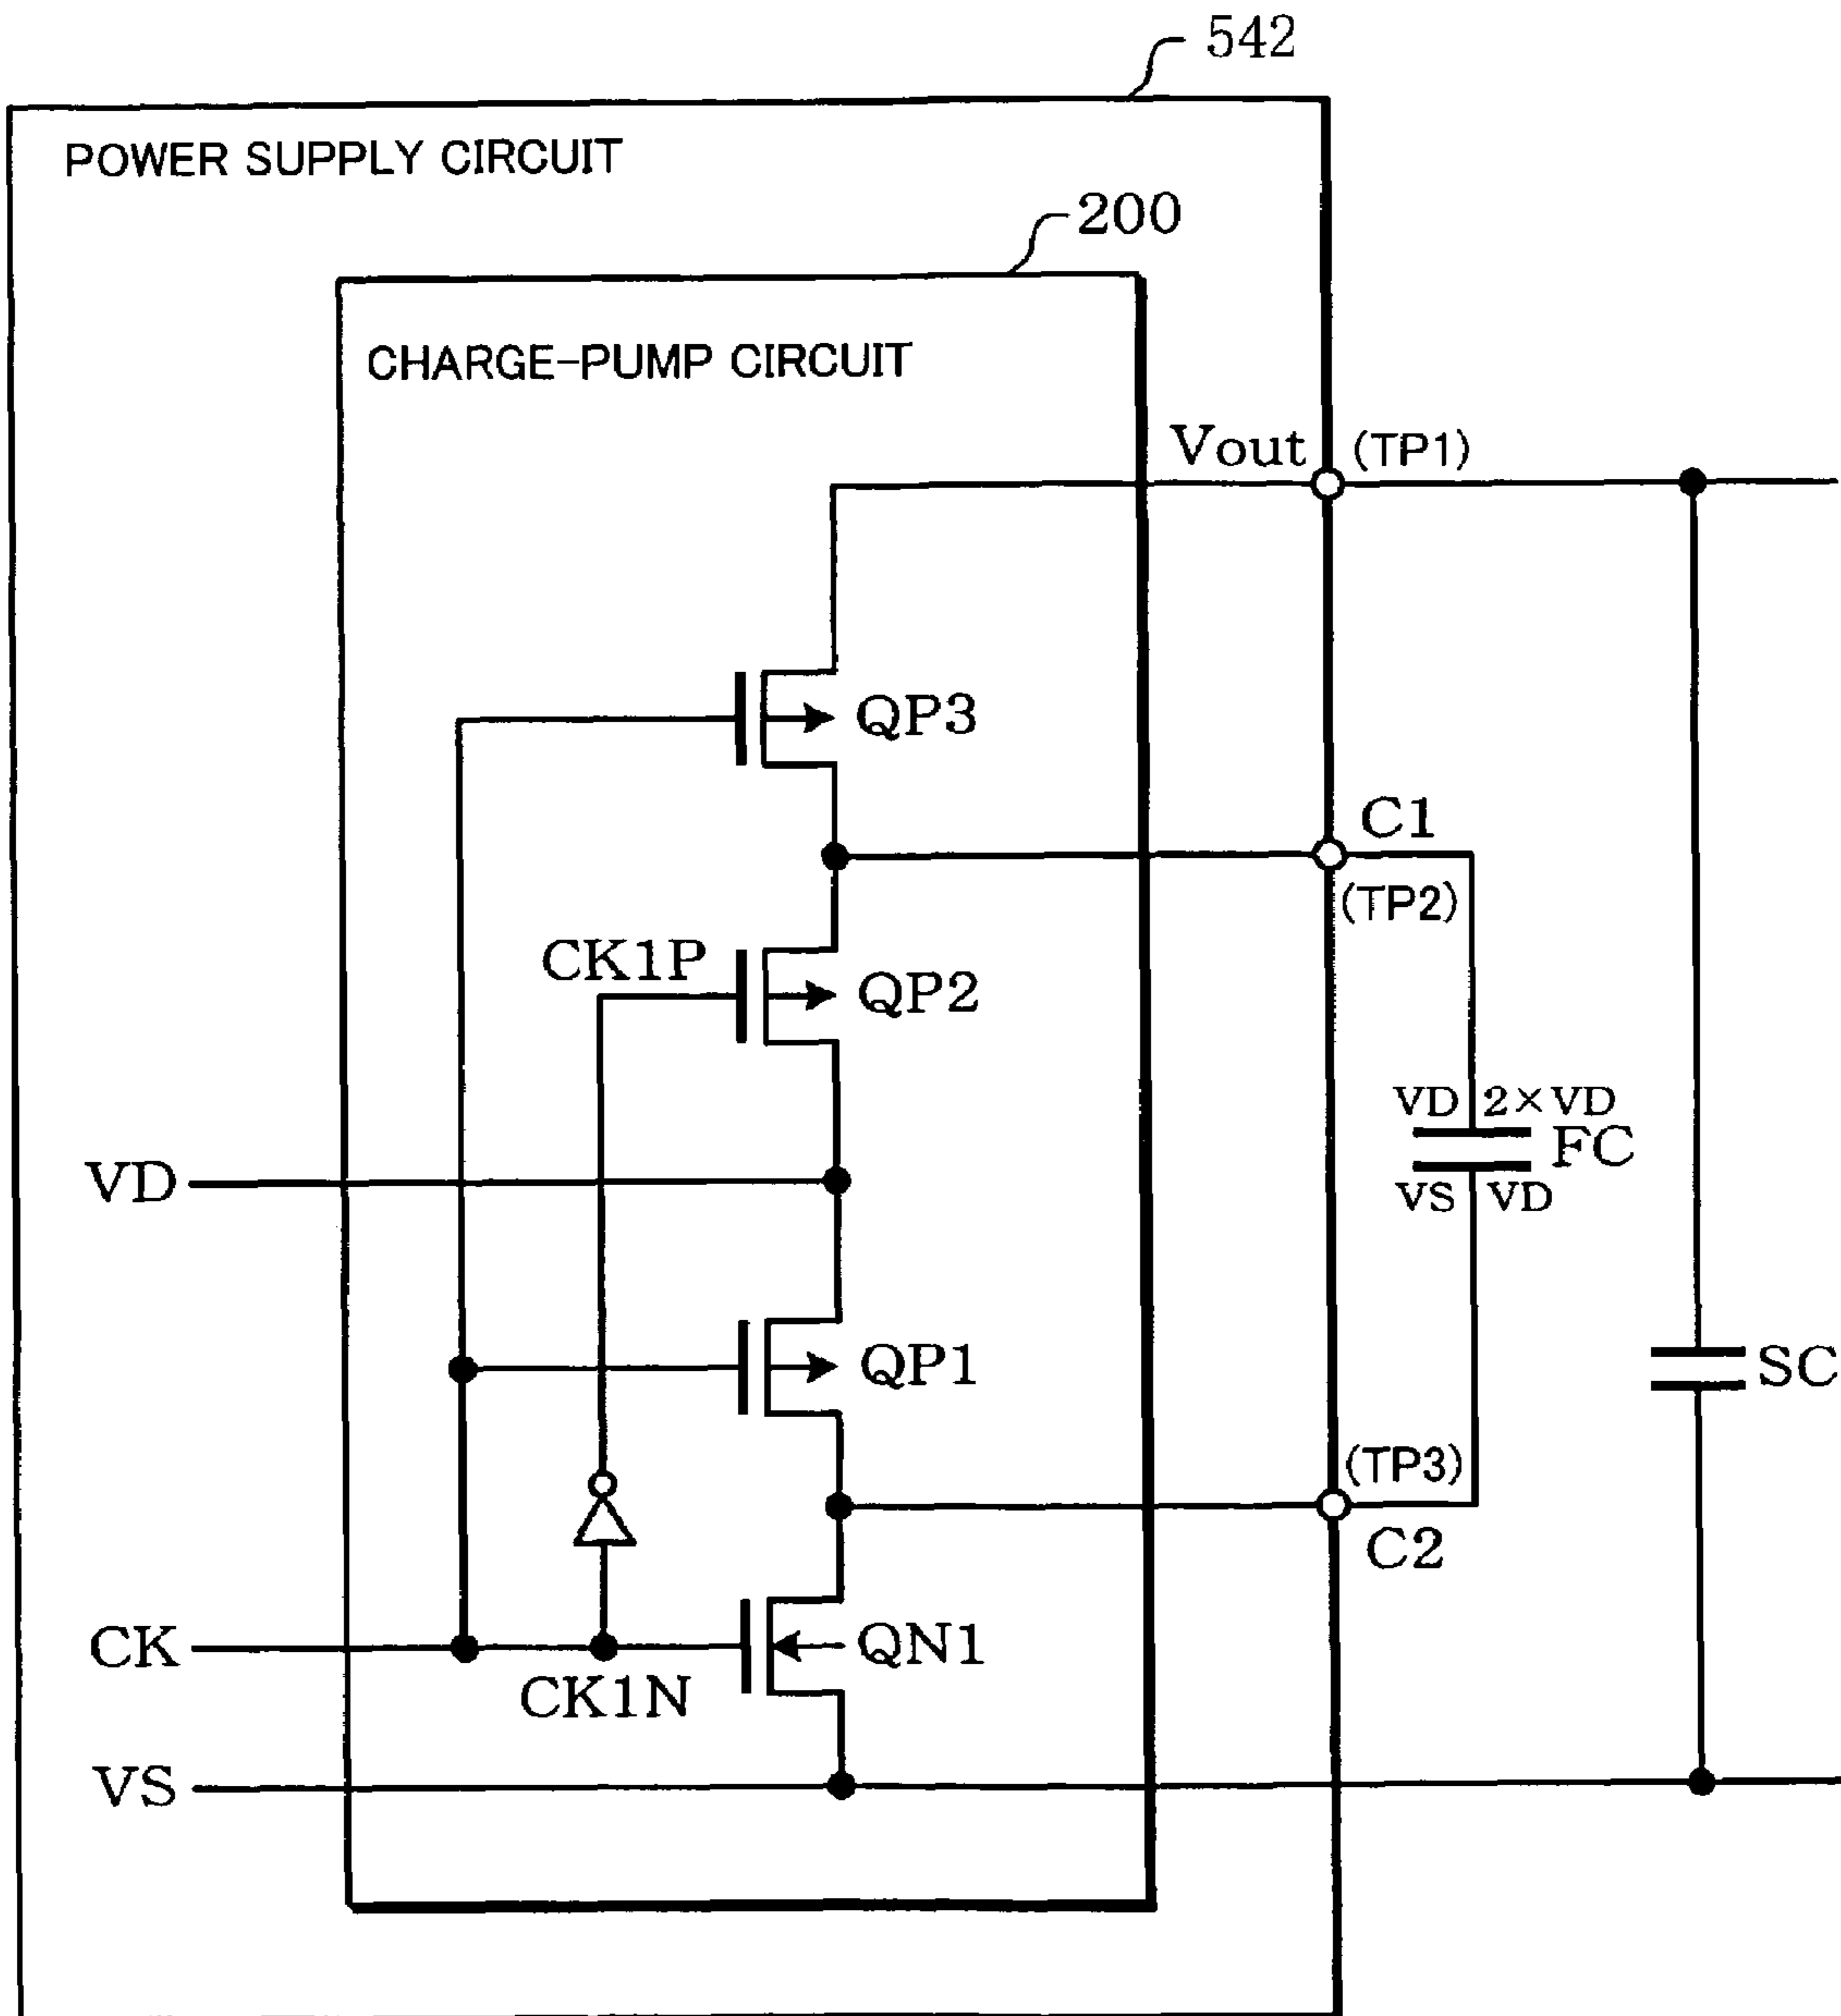 542
POWER SUPPLY CIRCUIT
200
CHARGE-PUMP CIRCUIT
Vout (TP1)
QP3
C1
(TP2)
CK1P
QP2
VD 2×VD
FC
VD
VS VD
QP1
SC
(TP3)
C2
CK
QN1
CK1N
VS